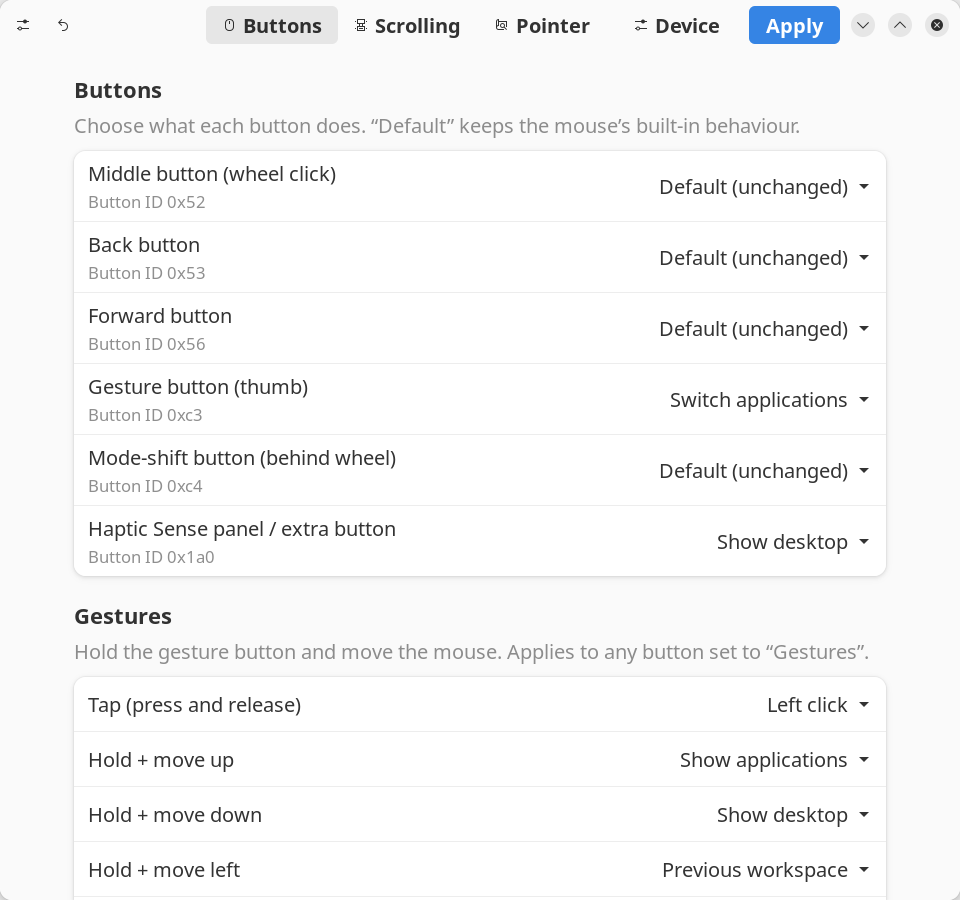 Buttons Scrolling Pointer Device Apply
Buttons
Choose what each button does. “Default” keeps the mouse’s built-in behaviour.
Middle button (wheel click)
Button ID 0x52
Default (unchanged)
Back button
Button ID 0x53
Default (unchanged)
Forward button
Button ID 0x56
Default (unchanged)
Gesture button (thumb)
Button ID 0xc3
Switch applications
Mode-shift button (behind wheel)
Button ID 0xc4
Default (unchanged)
Haptic Sense panel / extra button
Button ID 0x1a0
Show desktop
Gestures
Hold the gesture button and move the mouse. Applies to any button set to “Gestures”.
Tap (press and release) Left click
Hold + move up Show applications
Hold + move down Show desktop
Hold + move left Previous workspace